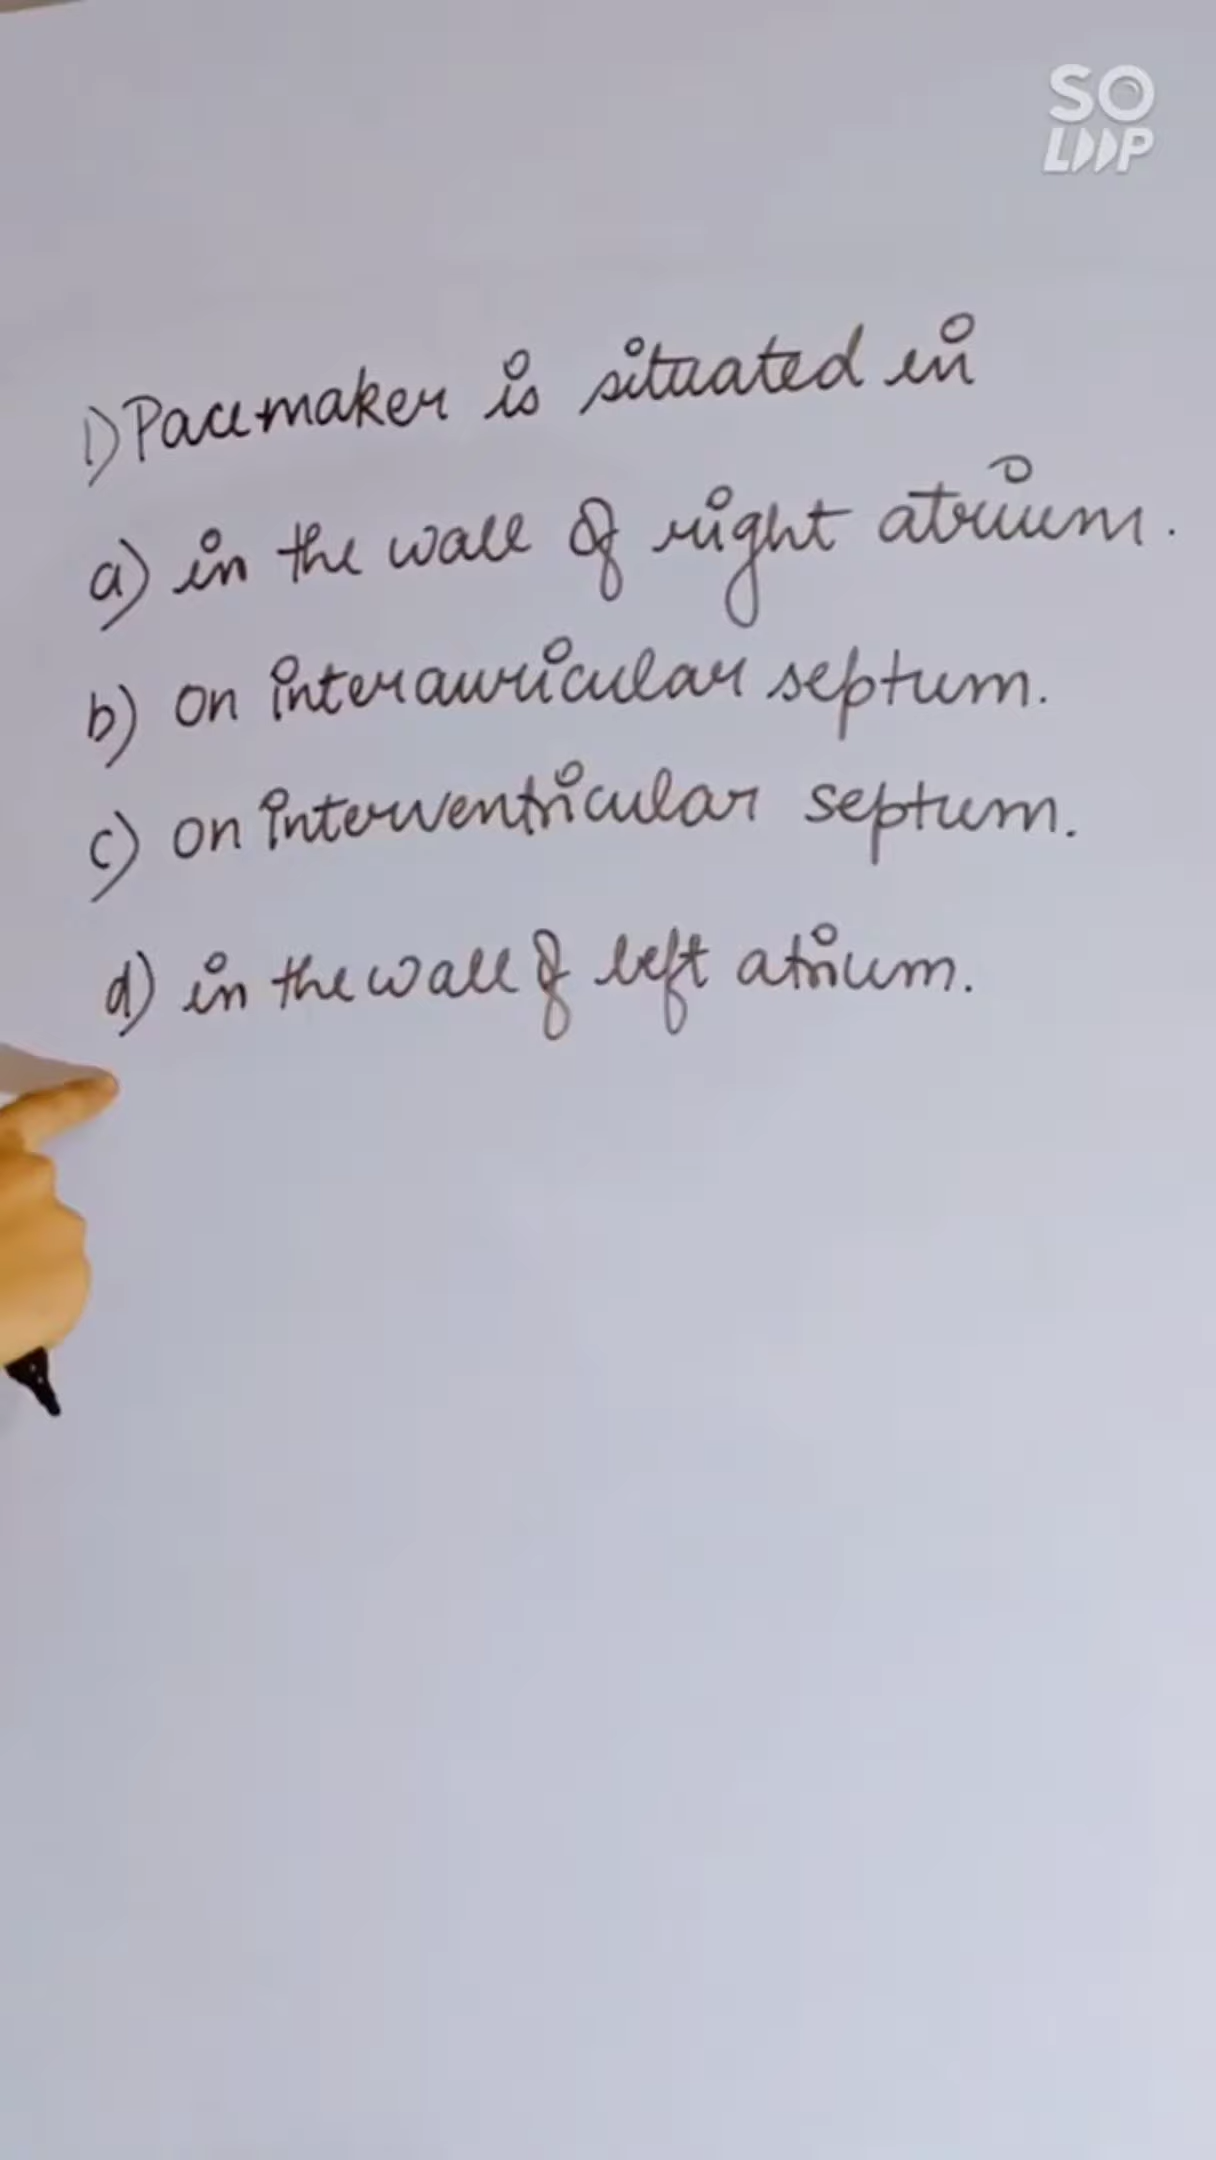 SO
LOOP
1) Pacemaker is situated in
a) in the wall of right atrium.
b) on interauricular septum.
c) on interventricular septum.
d) in the wall of left atrium.